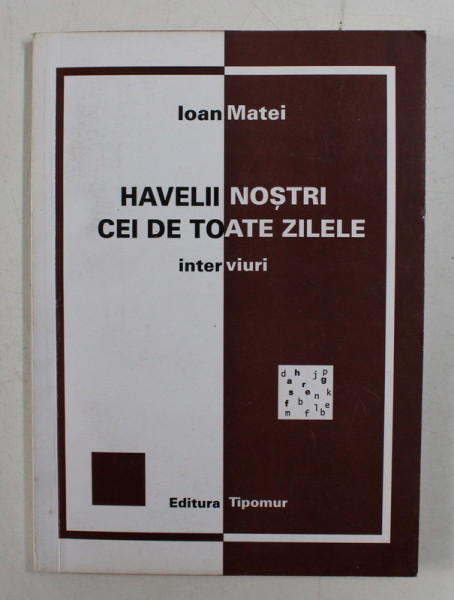 Ioan Matei
HAVELII NOȘTRI
CEI DE TOATE ZILELE
inter viuri
d h j p
a r g
s e n k
f b
m f l b e
Editura Tipomur